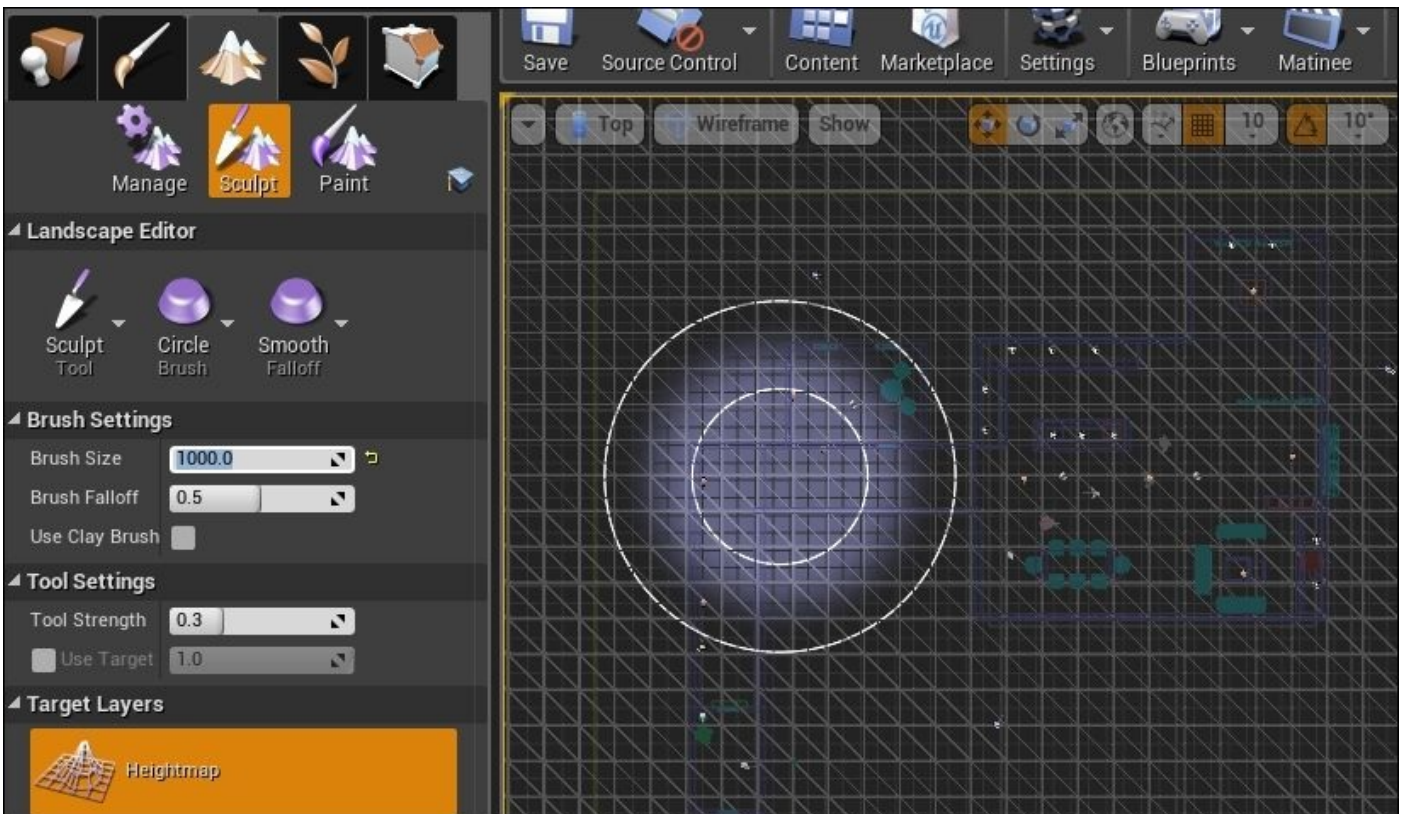 Save Source Control Content Marketplace Settings Blueprints Matinee
Top Wireframe Show 10 10°
Manage Sculpt Paint
Landscape Editor
Sculpt Circle Smooth
Tool Brush Falloff
Brush Settings
Brush Size 1000.0
Brush Falloff 0.5
Use Clay Brush
Tool Settings
Tool Strength 0.3
Use Target 1.0
Target Layers
Heightmap